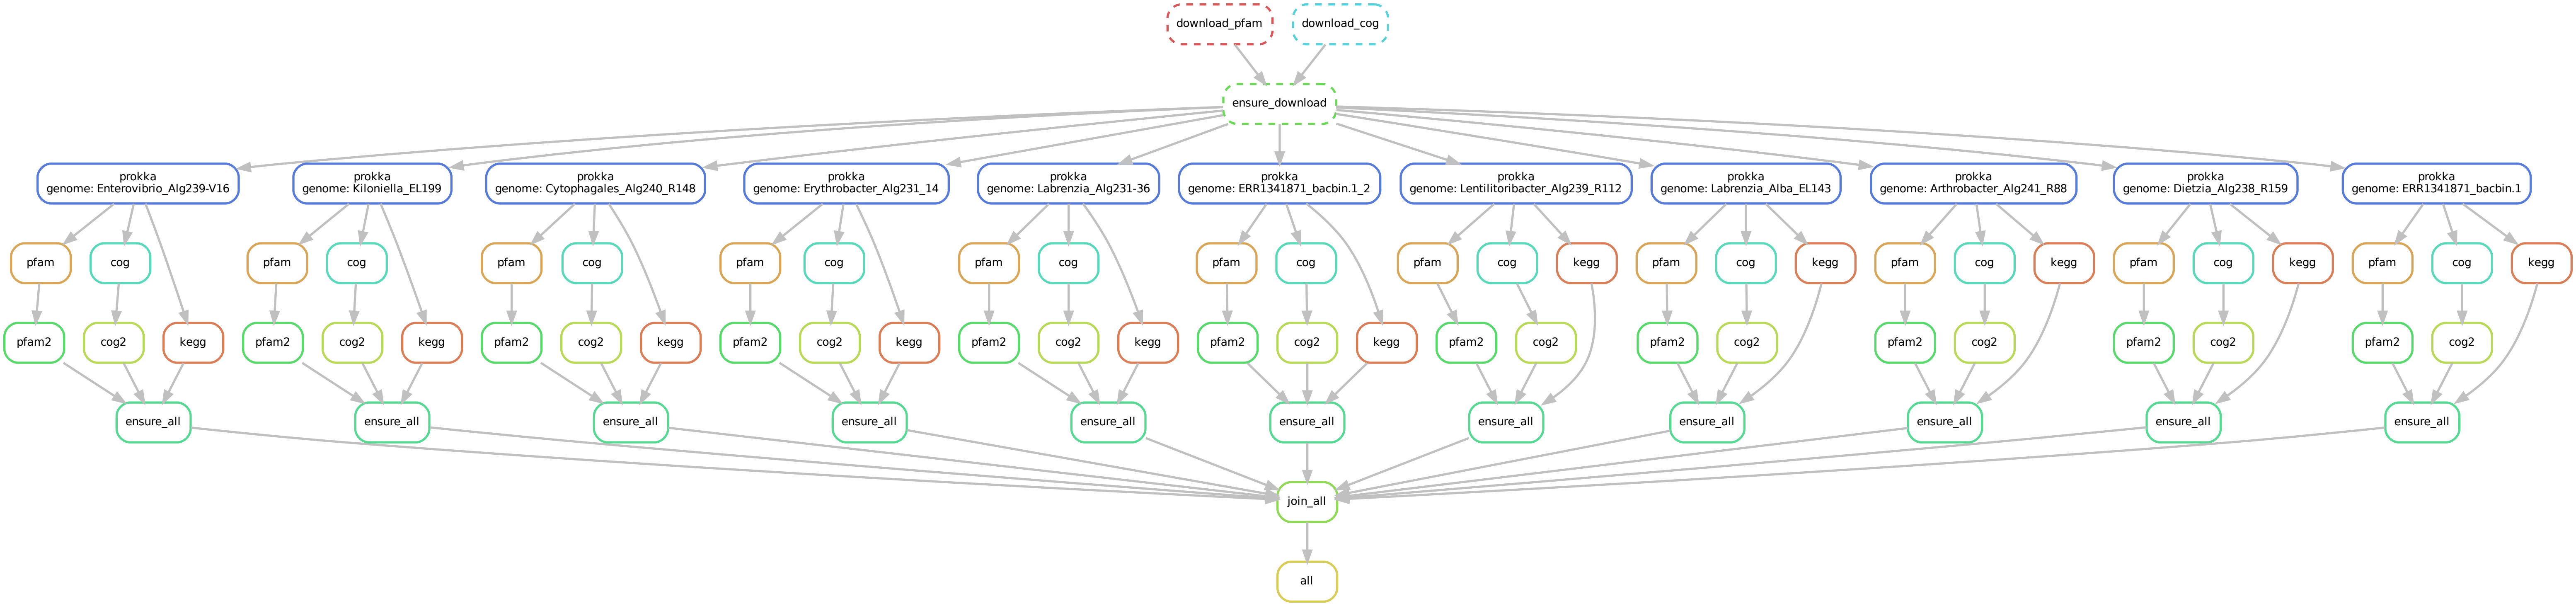 download_pfam
download_cog
ensure_download
prokka
genome: Enterovibrio_Alg239-V16
prokka
genome: Kiloniella_EL199
prokka
genome: Cytophagales_Alg240_R148
prokka
genome: Erythrobacter_Alg231_14
prokka
genome: Labrenzia_Alg231-36
prokka
genome: ERR1341871_bacbin.1_2
prokka
genome: Lentilitoribacter_Alg239_R112
prokka
genome: Labrenzia_Alba_EL143
prokka
genome: Arthrobacter_Alg241_R88
prokka
genome: Dietzia_Alg238_R159
prokka
genome: ERR1341871_bacbin.1
pfam
cog
pfam
cog
pfam
cog
pfam
cog
pfam
cog
pfam
cog
pfam
cog
kegg
pfam
cog
kegg
pfam
cog
kegg
pfam
cog
kegg
pfam
cog
kegg
pfam2
cog2
kegg
pfam2
cog2
kegg
pfam2
cog2
kegg
pfam2
cog2
kegg
pfam2
cog2
kegg
pfam2
cog2
kegg
pfam2
cog2
pfam2
cog2
pfam2
cog2
pfam2
cog2
pfam2
cog2
ensure_all
ensure_all
ensure_all
ensure_all
ensure_all
ensure_all
ensure_all
ensure_all
ensure_all
ensure_all
ensure_all
join_all
all